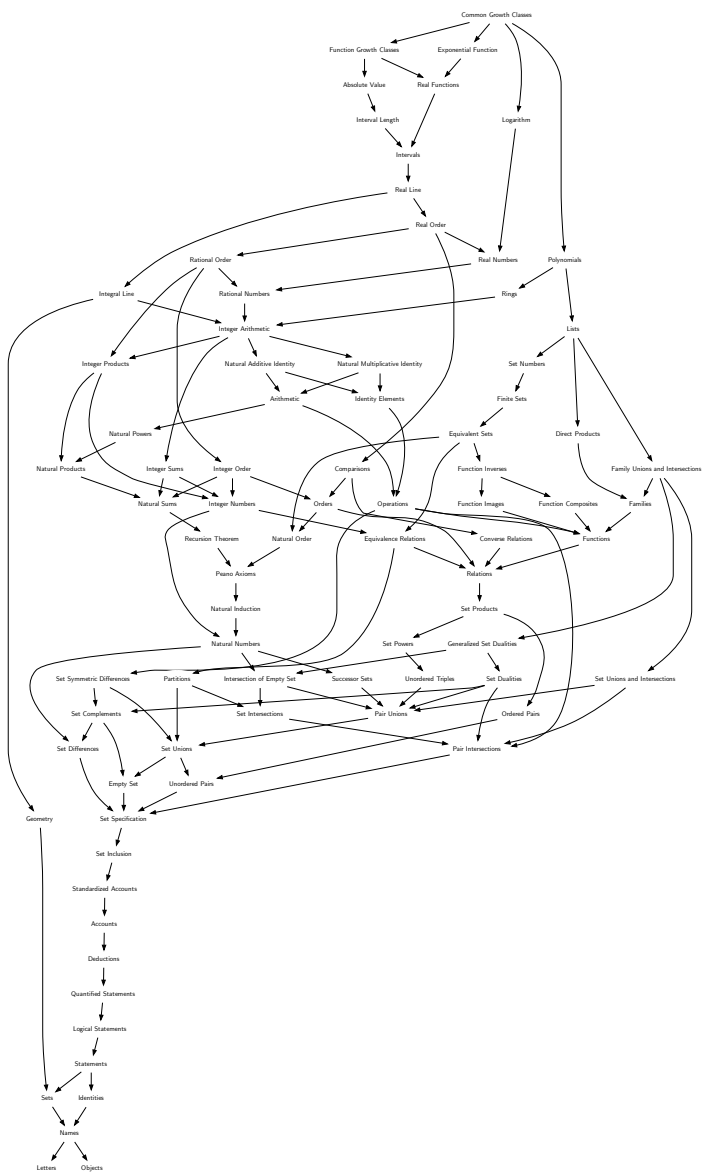 Common Growth Classes
Function Growth Classes
Exponential Function
Absolute Value
Real Functions
Interval Length
Logarithm
Intervals
Real Line
Real Order
Rational Order
Real Numbers
Polynomials
Integral Line
Rational Numbers
Rings
Integer Arithmetic
Lists
Integer Products
Natural Additive Identity
Natural Multiplicative Identity
Set Numbers
Arithmetic
Identity Elements
Finite Sets
Natural Powers
Equivalent Sets
Direct Products
Natural Products
Integer Sums
Integer Order
Comparisons
Function Inverses
Family Unions and Intersections
Natural Sums
Integer Numbers
Orders
Operations
Function Images
Function Composites
Families
Recursion Theorem
Natural Order
Equivalence Relations
Converse Relations
Functions
Peano Axioms
Relations
Natural Induction
Set Products
Natural Numbers
Set Powers
Generalized Set Dualities
Set Symmetric Differences
Partitions
Intersection of Empty Set
Successor Sets
Unordered Triples
Set Dualities
Set Unions and Intersections
Set Complements
Set Intersections
Pair Unions
Ordered Pairs
Set Differences
Set Unions
Pair Intersections
Empty Set
Unordered Pairs
Geometry
Set Specification
Set Inclusion
Standardized Accounts
Accounts
Deductions
Quantified Statements
Logical Statements
Statements
Sets
Identities
Names
Letters
Objects